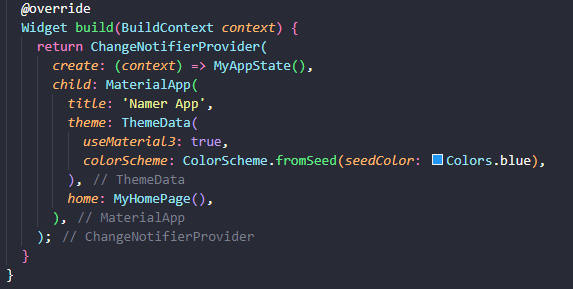 @override
Widget build(BuildContext context) {
return ChangeNotifierProvider(
create: (context) => MyAppState(),
child: MaterialApp(
title: 'Namer App',
theme: ThemeData(
useMaterial3: true,
colorScheme: ColorScheme.fromSeed(seedColor: Colors.blue),
), // ThemeData
home: MyHomePage(),
), // MaterialApp
); // ChangeNotifierProvider
}
}